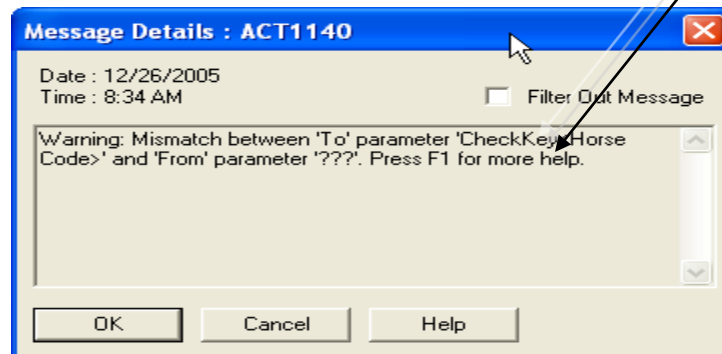 Message Details : ACT1140
Date : 12/26/2005
Time : 8:34 AM
Filter Out Message
Warning: Mismatch between 'To' parameter 'CheckKey Horse
Code>' and 'From' parameter '???'. Press F1 for more help.
OK Cancel Help